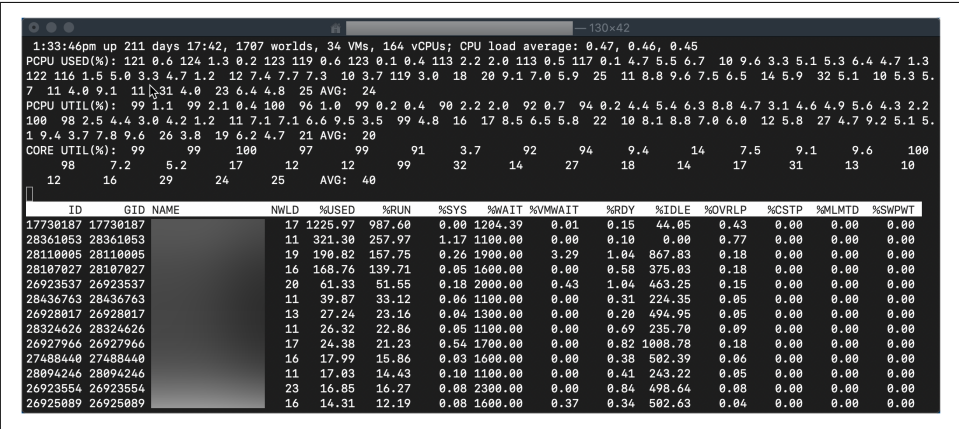 — 130×42
1:33:46pm up 211 days 17:42, 1707 worlds, 34 VMs, 164 vCPUs; CPU load average: 0.47, 0.46, 0.45
PCPU USED(%): 121 0.6 124 1.3 0.2 123 119 0.6 123 0.1 0.4 113 2.2 2.0 113 0.5 117 0.1 4.7 5.5 6.7 10 9.6 3.3 5.1 5.3 6.4 4.7 1.3
122 116 1.5 5.0 3.3 4.7 1.2 12 7.4 7.7 7.3 10 3.7 119 3.0 18 20 9.1 7.0 5.9 25 11 8.8 9.6 7.5 6.5 14 5.9 32 5.1 10 5.3 5.
7 11 4.0 9.1 11 31 4.0 23 6.4 4.8 25 AVG: 24
PCPU UTIL(%): 99 1.1 99 2.1 0.4 100 96 1.0 99 0.2 0.4 90 2.2 2.0 92 0.7 94 0.2 4.4 5.4 6.3 8.8 4.7 3.1 4.6 4.9 5.6 4.3 2.2
100 98 2.5 4.4 3.0 4.2 1.2 11 7.1 7.1 6.6 9.5 3.5 99 4.8 16 17 8.5 6.5 5.8 22 10 8.1 8.8 7.0 6.0 12 5.8 27 4.7 9.2 5.1 5.
1 9.4 3.7 7.8 9.6 26 3.8 19 6.2 4.7 21 AVG: 20
CORE UTIL(%): 99 99 100 97 99 91 3.7 92 94 9.4 14 7.5 9.1 9.6 100
98 7.2 5.2 17 12 12 99 32 14 27 18 14 17 31 13 10
12 16 29 24 25 AVG: 40
ID GID NAME NWLD %USED %RUN %SYS %WAIT %VMWAIT %RDY %IDLE %OVRLP %CSTP %MLMTD %SWPWT
17730187 17730187 17 1225.97 987.60 0.00 1204.39 0.01 0.15 44.05 0.43 0.00 0.00 0.00
28361053 28361053 11 321.30 257.97 1.17 1100.00 0.00 0.10 0.00 0.77 0.00 0.00 0.00
28110005 28110005 19 190.82 157.75 0.26 1900.00 3.29 1.04 867.83 0.18 0.00 0.00 0.00
28107027 28107027 16 168.76 139.71 0.05 1600.00 0.00 0.58 375.03 0.18 0.00 0.00 0.00
26923537 26923537 20 61.33 51.55 0.18 2000.00 0.43 1.04 463.25 0.15 0.00 0.00 0.00
28436763 28436763 11 39.87 33.12 0.06 1100.00 0.00 0.31 224.35 0.05 0.00 0.00 0.00
26928017 26928017 13 27.24 23.16 0.04 1300.00 0.00 0.20 494.95 0.05 0.00 0.00 0.00
28324626 28324626 11 26.32 22.86 0.05 1100.00 0.00 0.69 235.70 0.09 0.00 0.00 0.00
26927966 26927966 17 24.38 21.23 0.54 1700.00 0.00 0.82 1008.78 0.18 0.00 0.00 0.00
27488440 27488440 16 17.99 15.86 0.03 1600.00 0.00 0.38 502.39 0.06 0.00 0.00 0.00
28094246 28094246 11 17.03 14.43 0.10 1100.00 0.00 0.41 243.22 0.05 0.00 0.00 0.00
26923554 26923554 23 16.85 16.27 0.08 2300.00 0.00 0.84 498.64 0.08 0.00 0.00 0.00
26925089 26925089 16 14.31 12.19 0.08 1600.00 0.37 0.34 502.63 0.04 0.00 0.00 0.00